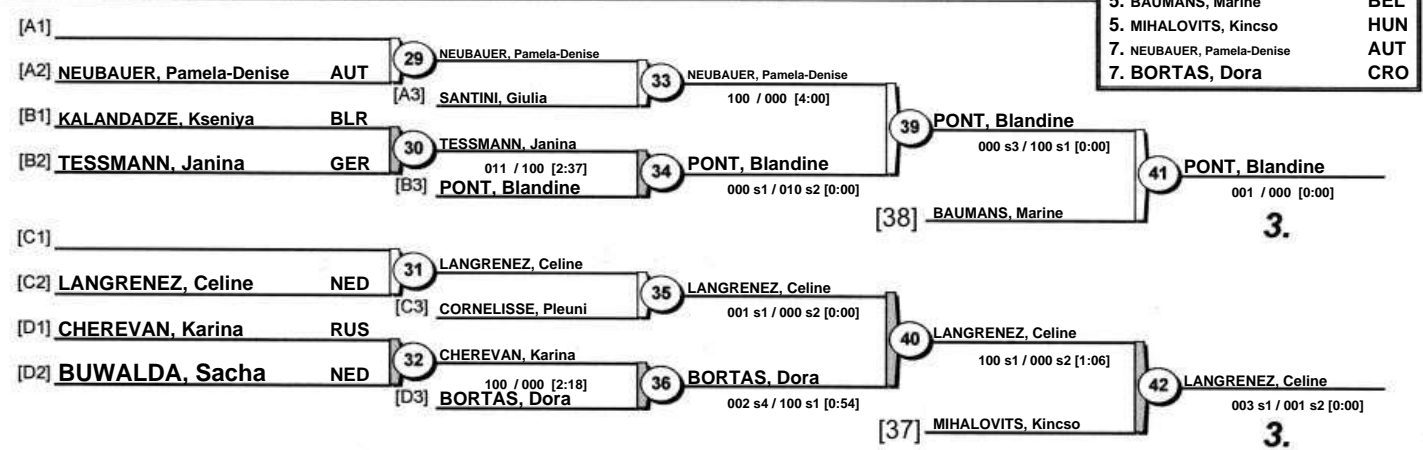 5. BAUMANS, Marine BEL
5. MIHALOVITS, Kincso HUN
7. NEUBAUER, Pamela-Denise AUT
7. BORTAS, Dora CRO
[A1]
[A2] NEUBAUER, Pamela-Denise AUT
29
NEUBAUER, Pamela-Denise
[A3] SANTINI, Giulia
33
NEUBAUER, Pamela-Denise
100 / 000 [4:00]
[B1] KALANDADZE, Kseniya BLR
[B2] TESSMANN, Janina GER
30
TESSMANN, Janina
011 / 100 [2:37]
[B3] PONT, Blandine
34
PONT, Blandine
000 s1 / 010 s2 [0:00]
39
PONT, Blandine
000 s3 / 100 s1 [0:00]
[38] BAUMANS, Marine
41
PONT, Blandine
001 / 000 [0:00]
3.
[C1]
[C2] LANGRENEZ, Celine NED
31
LANGRENEZ, Celine
[C3] CORNELISSE, Pleuni
35
LANGRENEZ, Celine
001 s1 / 000 s2 [0:00]
[D1] CHEREVAN, Karina RUS
[D2] BUWALDA, Sacha NED
32
CHEREVAN, Karina
100 / 000 [2:18]
[D3] BORTAS, Dora
36
BORTAS, Dora
002 s4 / 100 s1 [0:54]
40
LANGRENEZ, Celine
100 s1 / 000 s2 [1:06]
[37] MIHALOVITS, Kincso
42
LANGRENEZ, Celine
003 s1 / 001 s2 [0:00]
3.